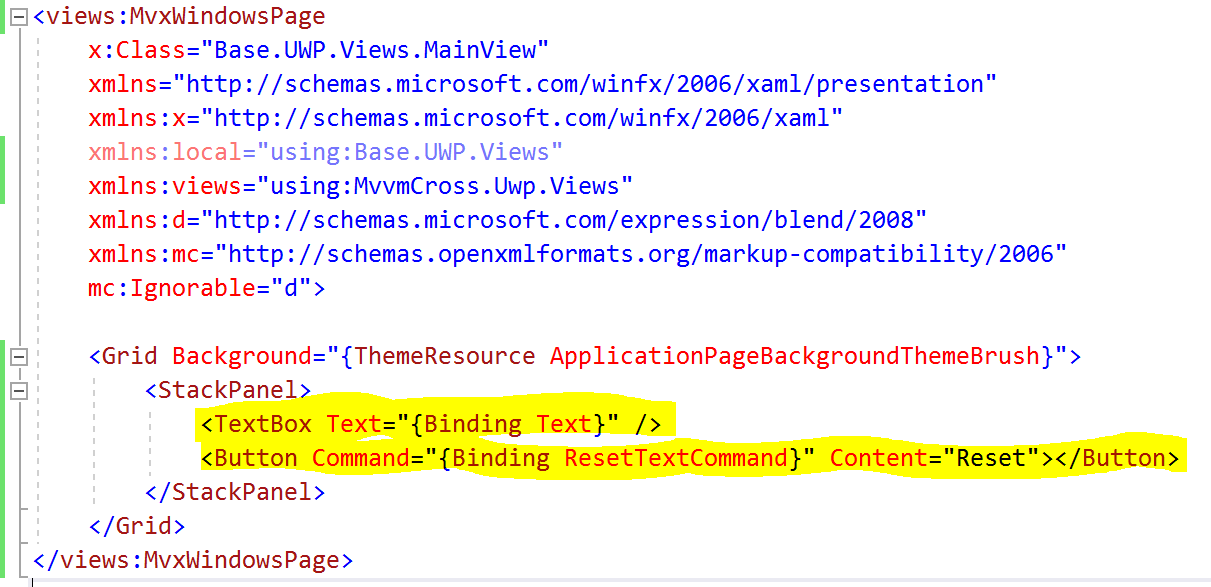 <views:MvxWindowsPage
    x:Class="Base.UWP.Views.MainView"
    xmlns="http://schemas.microsoft.com/winfx/2006/xaml/presentation"
    xmlns:x="http://schemas.microsoft.com/winfx/2006/xaml"
    xmlns:local="using:Base.UWP.Views"
    xmlns:views="using:MvvmCross.Uwp.Views"
    xmlns:d="http://schemas.microsoft.com/expression/blend/2008"
    xmlns:mc="http://schemas.openxmlformats.org/markup-compatibility/2006"
    mc:Ignorable="d">

    <Grid Background="{ThemeResource ApplicationPageBackgroundThemeBrush}">
        <StackPanel>
            <TextBox Text="{Binding Text}" />
            <Button Command="{Binding ResetTextCommand}" Content="Reset"></Button>
        </StackPanel>
    </Grid>
</views:MvxWindowsPage>